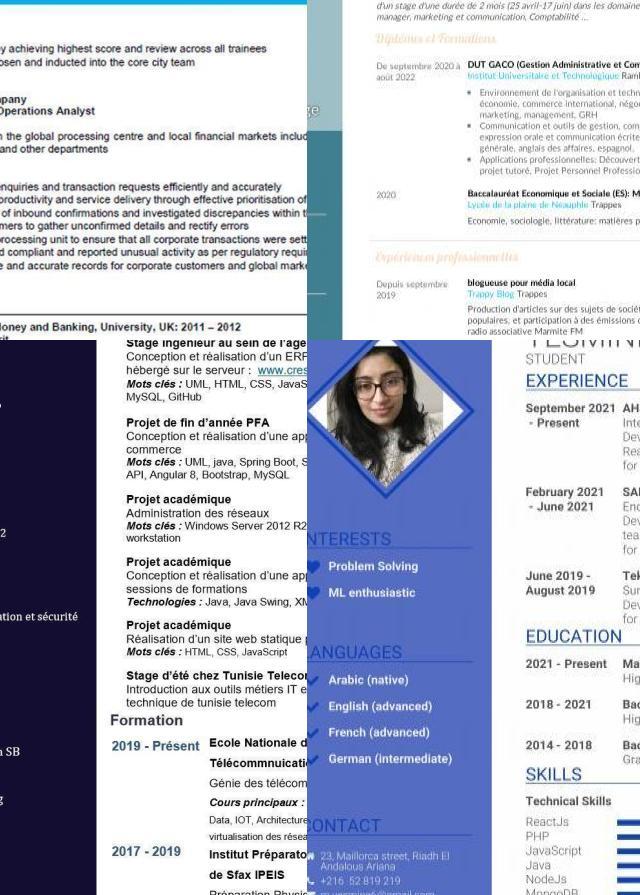 by achieving highest score and review across all trainees
osen and inducted into the core city team
mpany
Operations Analyst
n the global processing centre and local financial markets includ
and other departments
enquiries and transaction requests efficiently and accurately
productivity and service delivery through effective prioritisation of
of inbound confirmations and investigated discrepancies within t
mers to gather unconfirmed details and rectify errors
rocessing unit to ensure that all corporate transactions were sett
d compliant and reported unusual activity as per regulatory requir
e and accurate records for corporate customers and global marke
Money and Banking, University, UK: 2011 – 2012
ge
d'un stage d'une durée de 2 mois (25 avril-17 juin) dans les domaine
manager, marketing et communication, Comptabilité ...
Diplômes et Formations
De septembre 2020 à
août 2022
DUT GACO (Gestion Administrative et Com
Institut Universitaire et Technologique Ramb
Environnement de l'organisation et techn
économie, commerce international, négo
marketing, management, GRH
Communication et outils de gestion, com
expression orale et communication écrite
générale, anglais des affaires, espagnol,
Applications professionnelles: Découvert
projet tutoré, Projet Personnel Professio
2020
Baccalauréat Economique et Sociale (ES): M
Lycée de la plaine de Neauphle Trappes
Economie, sociologie, littérature: matières p
Expériences professionnelles
Depuis septembre
2019
blogueuse pour média local
Trappy Blog Trappes
Production d'articles sur des sujets de sociét
populaires, et participation à des émissions d
radio associative Marmite FM
2
ation et sécurité
n SB
g
Stage ingénieur au sein de l'age
Conception et réalisation d'un ERF
hébergé sur le serveur : www.cres
Mots clés : UML, HTML, CSS, JavaS
MySQL, GitHub
Projet de fin d'année PFA
Conception et réalisation d'une app
commerce
Mots clés : UML, java, Spring Boot, S
API, Angular 8, Bootstrap, MySQL
Projet académique
Administration des réseaux
Mots clés : Windows Server 2012 R2
workstation
Projet académique
Conception et réalisation d'une app
sessions de formations
Technologies : Java, Java Swing, XM
Projet académique
Réalisation d'un site web statique p
Mots clés : HTML, CSS, JavaScript
Stage d'été chez Tunisie Telecor
Introduction aux outils métiers IT e
technique de tunisie telecom
Formation
2019 - Présent
Ecole Nationale d
Télécommnuicati
Génie des télécom
Cours principaux :
Data, IOT, Architecture
virtualisation des résea
2017 - 2019
Institut Préparato
de Sfax IPEIS
Préparation Physi
NTERESTS
Problem Solving
ML enthusiastic
ANGUAGES
Arabic (native)
English (advanced)
French (advanced)
German (intermediate)
CONTACT
23, Maillorca street, Riadh El
Andalous Ariana
+216 52 819 219
STUDENT
EXPERIENCE
September 2021
- Present
AH
Inte
Dev
Rea
for
February 2021
- June 2021
SAI
End
Dev
tea
for
June 2019 -
August 2019
Tek
Sur
Dev
for
EDUCATION
2021 - Present
Ma
Hig
2018 - 2021
Bac
Hig
2014 - 2018
Bac
Gra
SKILLS
Technical Skills
ReactJs
PHP
JavaScript
Java
NodeJs
MongoDB